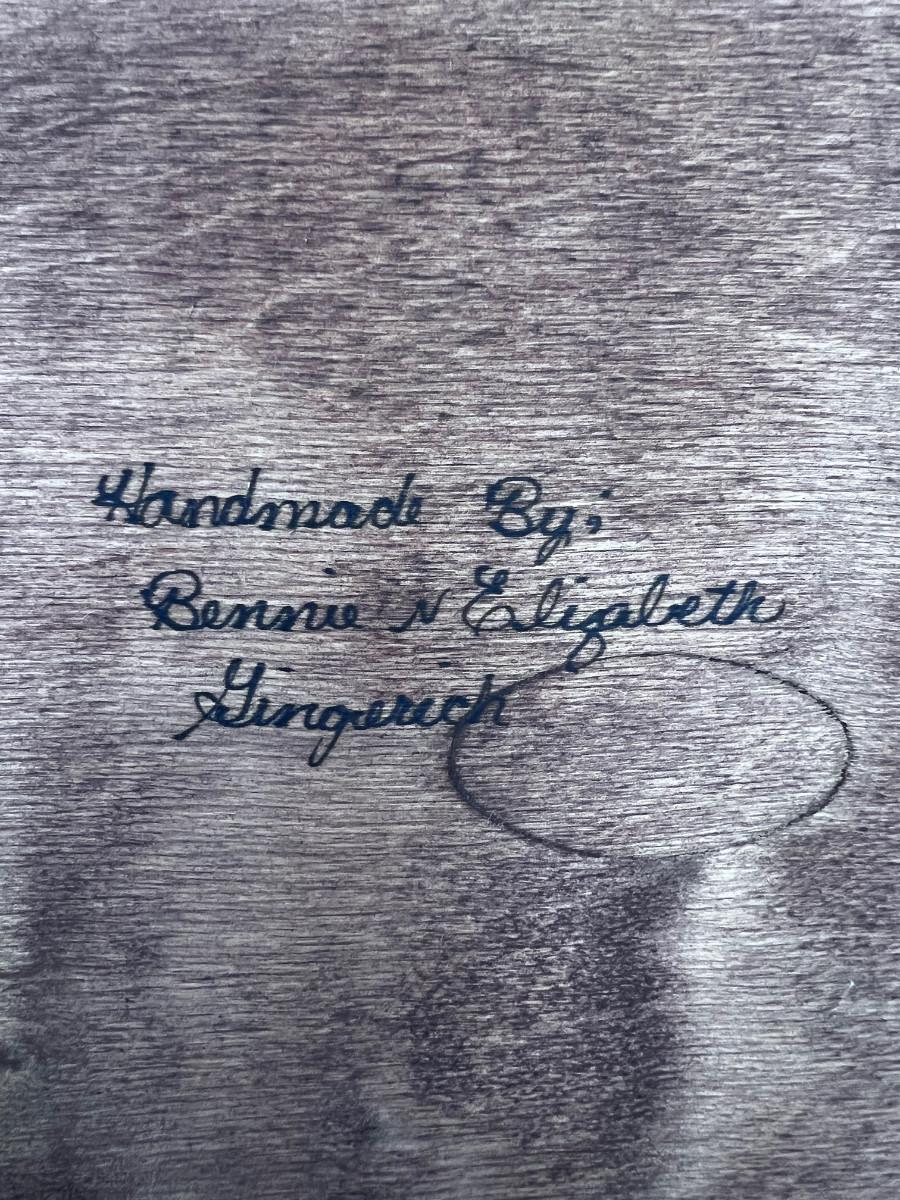 Handmade By;
Bennie N Elizabeth
Gingerich